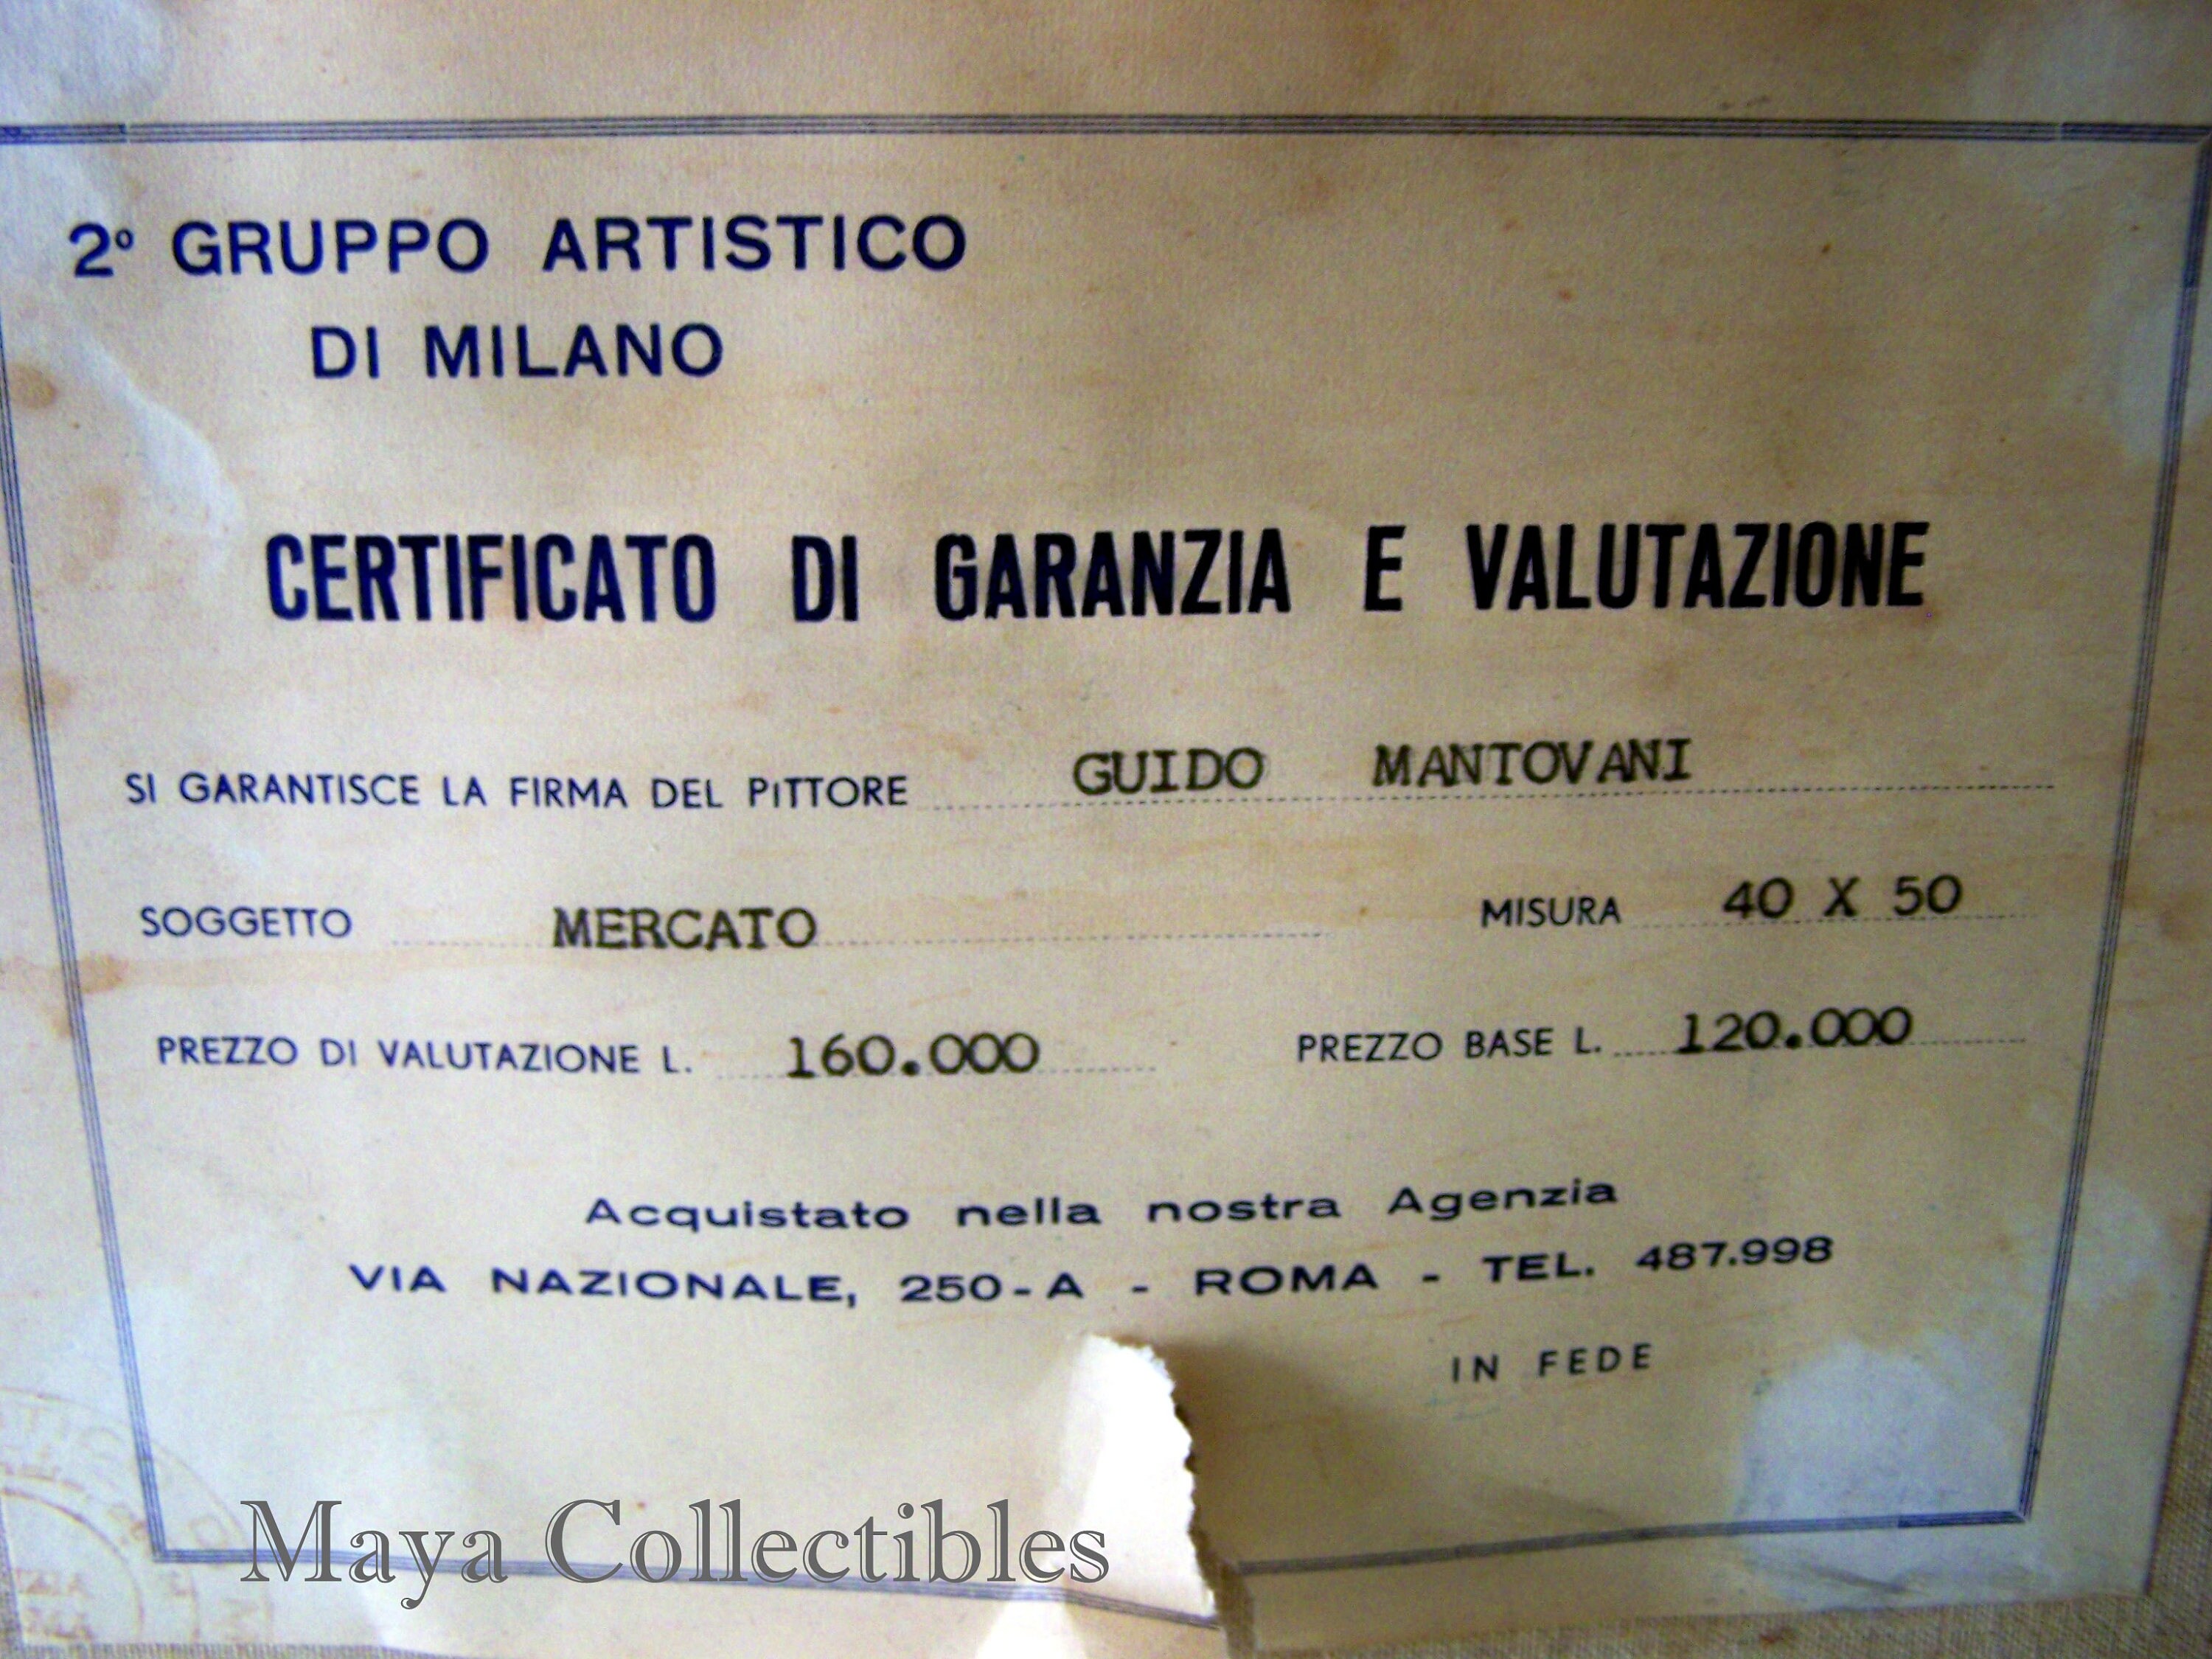 2º GRUPPO ARTISTICO
DI MILANO
CERTIFICATO DI GARANZIA E VALUTAZIONE
SI GARANTISCE LA FIRMA DEL PITTORE GUIDO MANTOVANI
SOGGETTO MERCATO MISURA 40 X 50
PREZZO DI VALUTAZIONE L. 160.000 PREZZO BASE L. 120.000
Acquistato nella nostra Agenzia
VIA NAZIONALE, 250-A - ROMA - TEL. 487.998
IN FEDE
Maya Collectibles